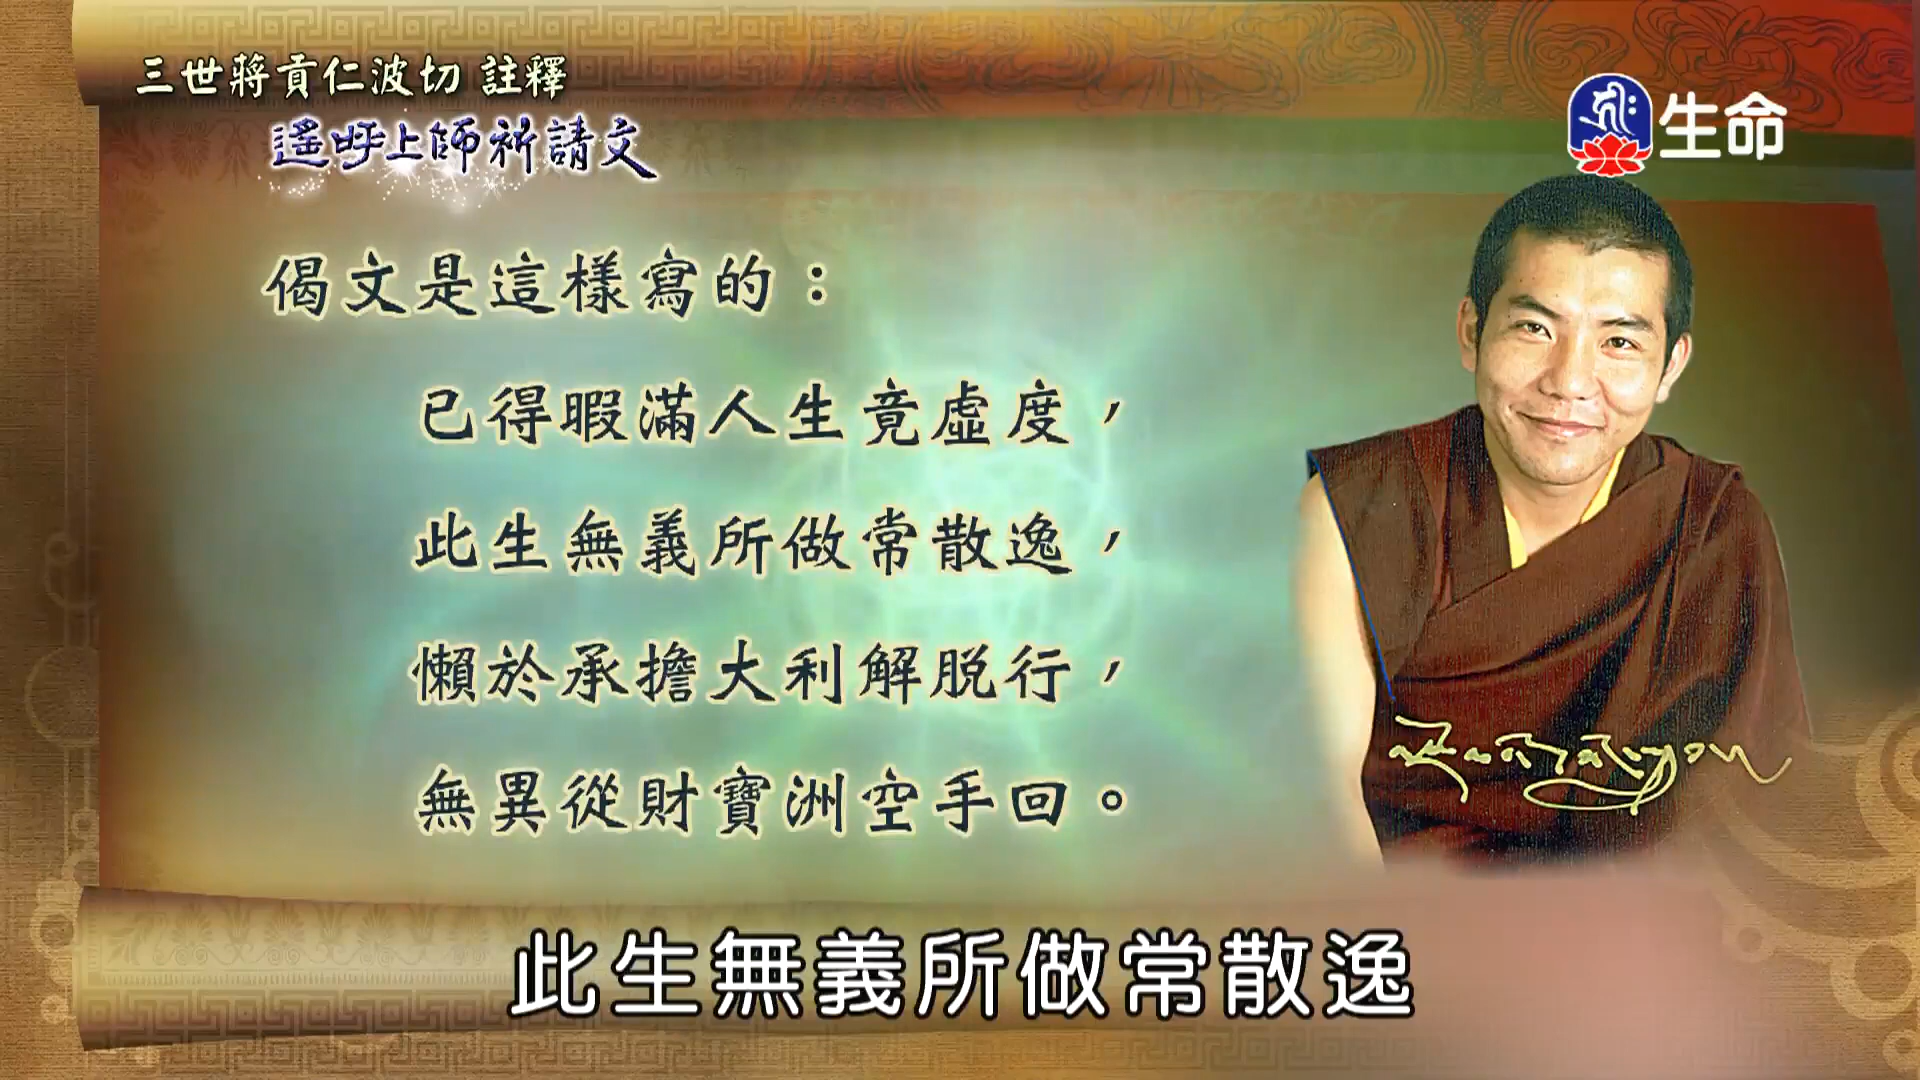 三世蔣貢仁波切 註釋
遙呼上師祈請文
生命
偈文是這樣寫的：
已得暇滿人生竟虛度，
此生無義所做常散逸，
懶於承擔大利解脫行，
無異從財寶洲空手回。
此生無義所做常散逸